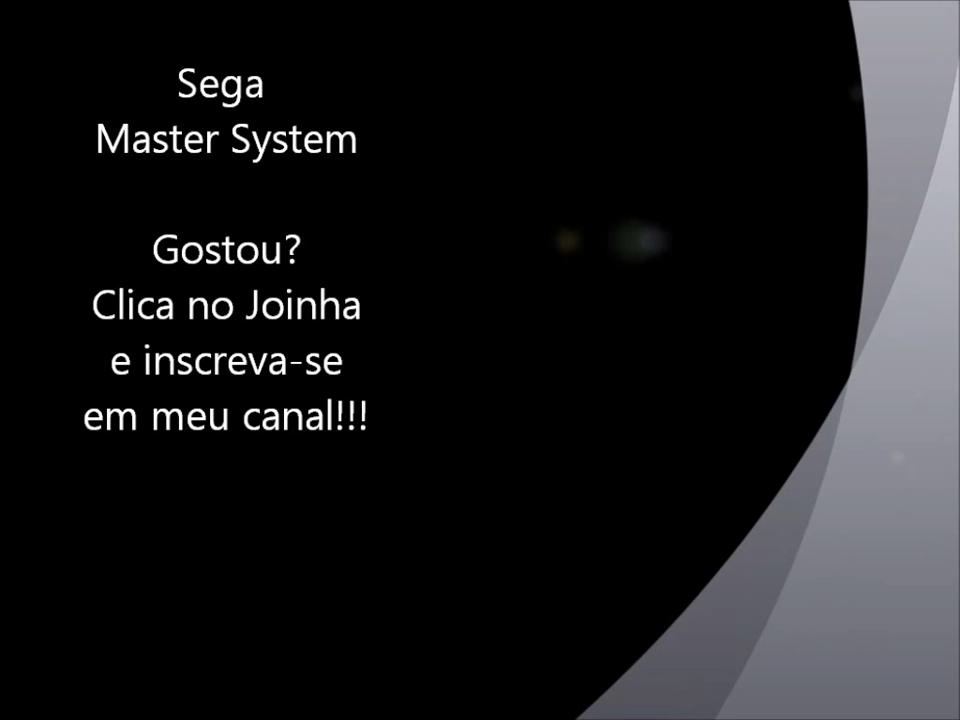 Sega
Master System
Gostou?
Clica no Joinha
e inscreva-se
em meu canal!!!